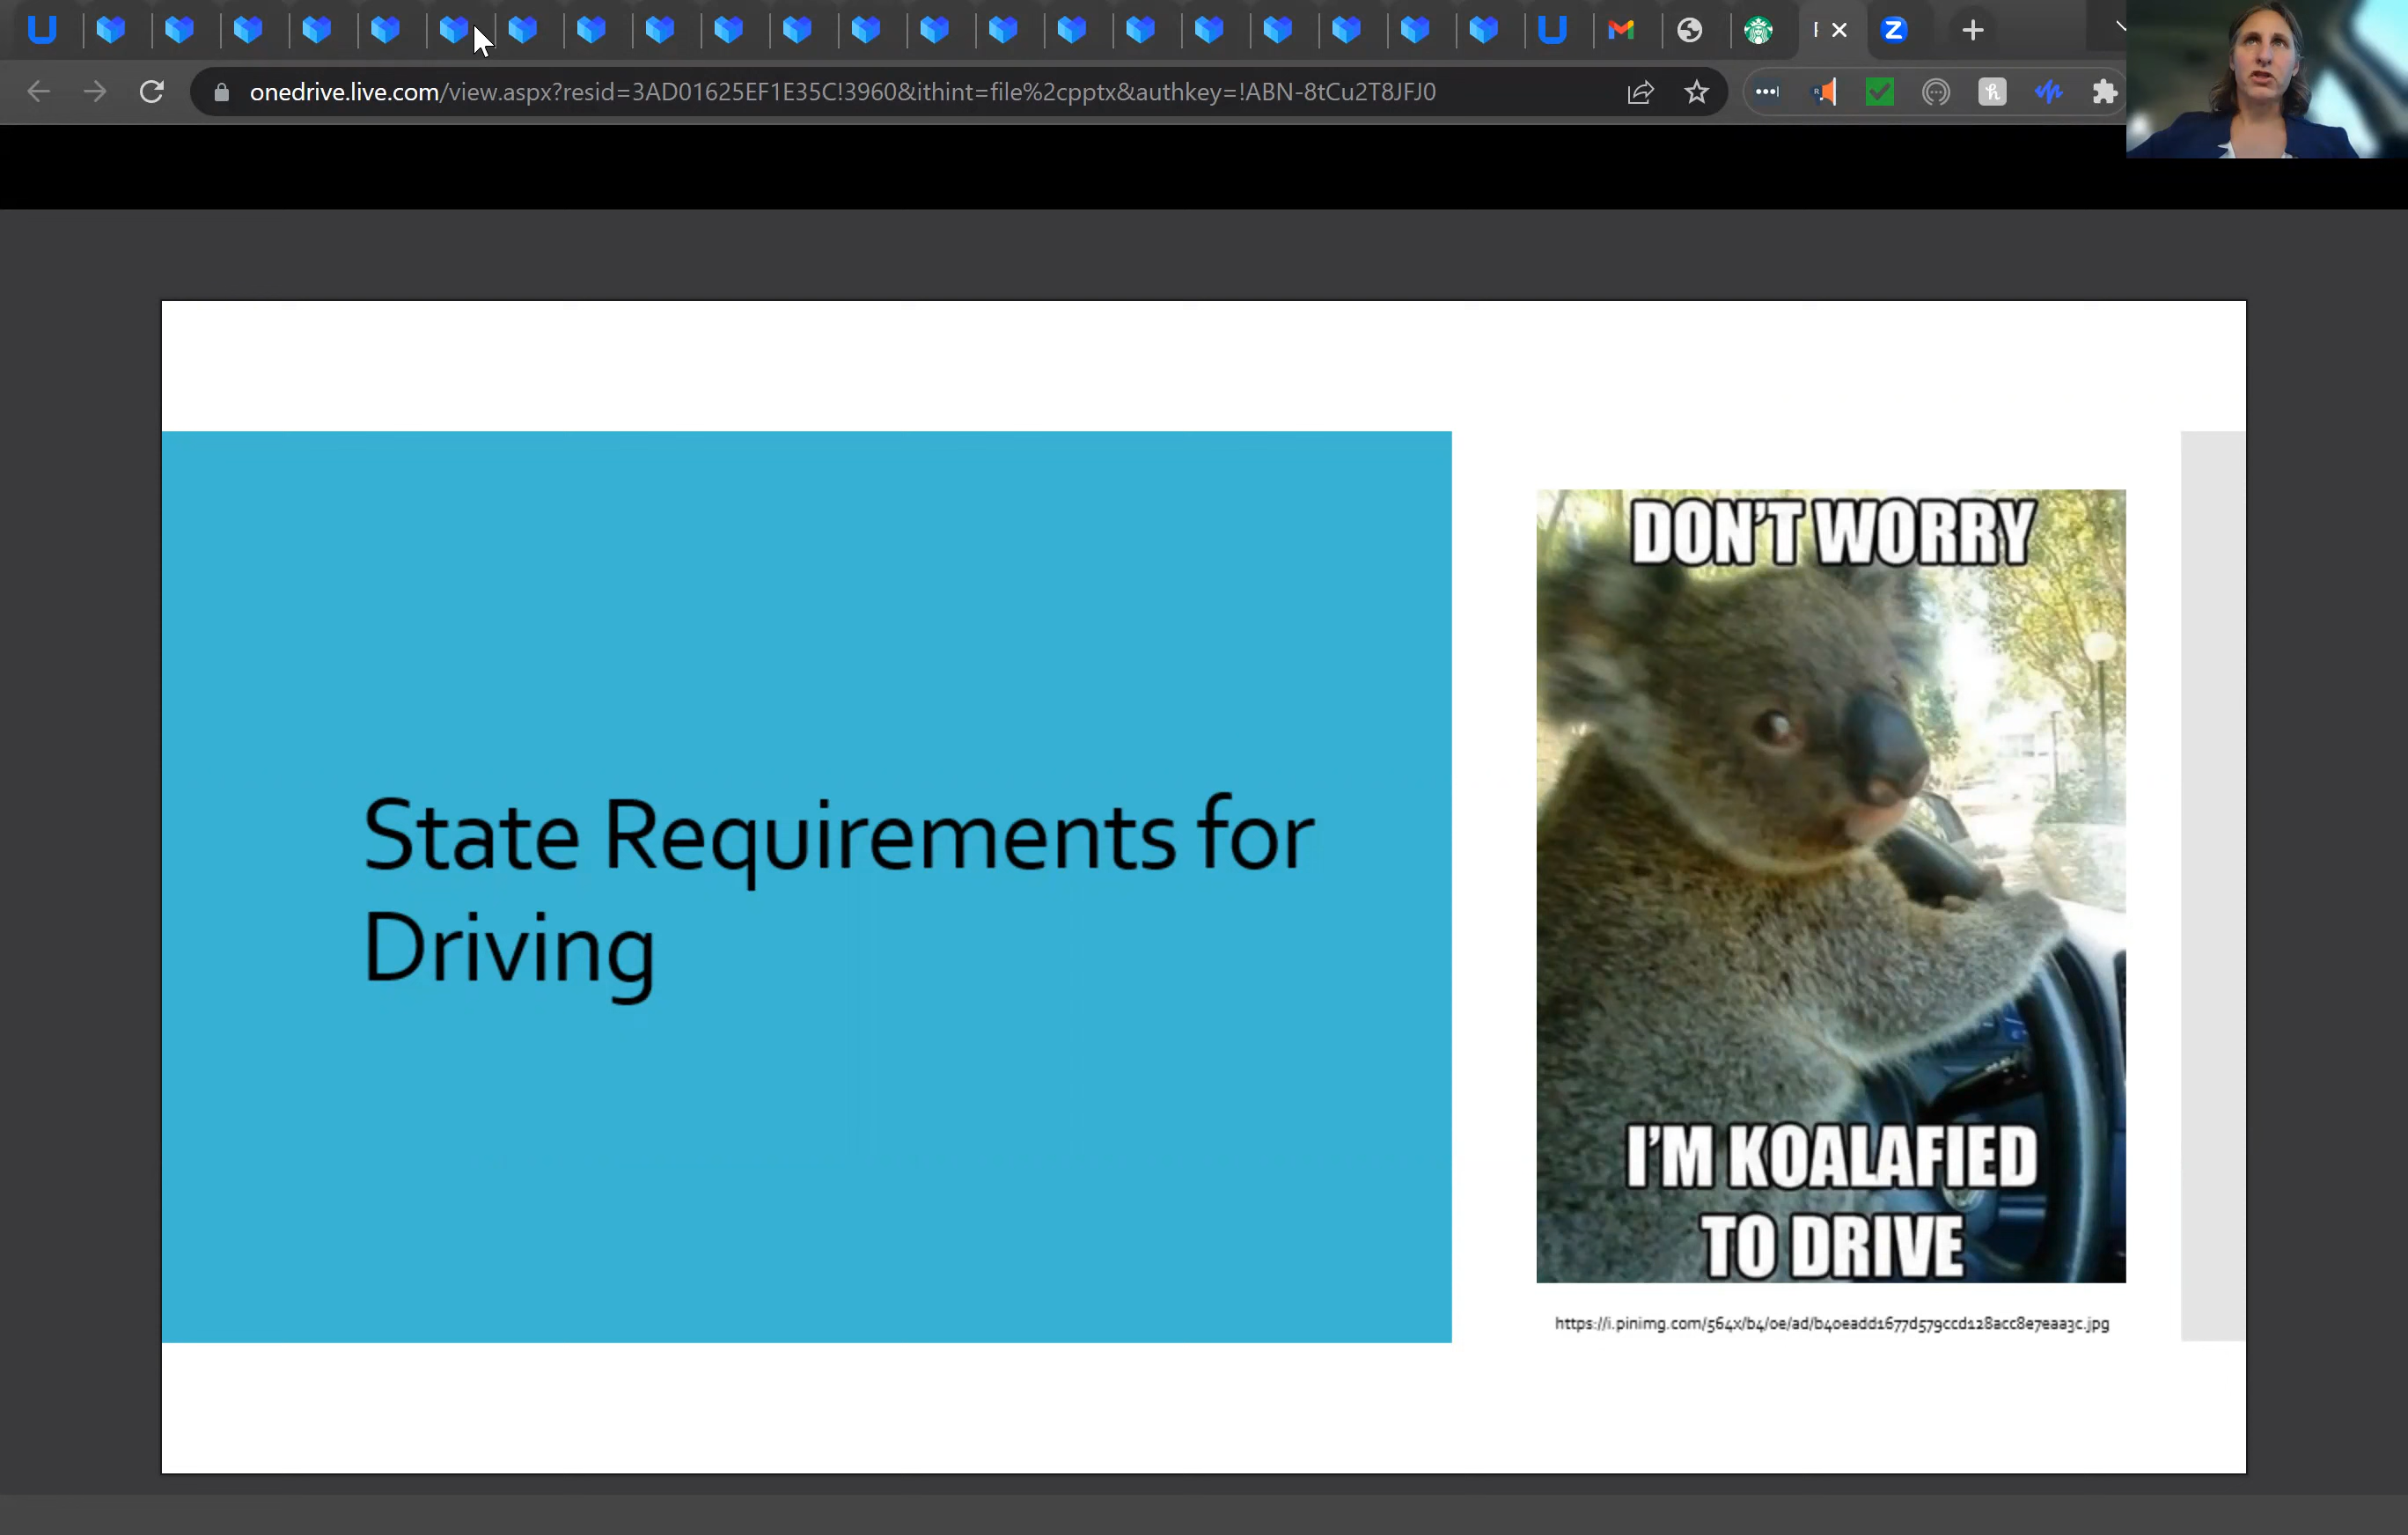 onedrive.live.com/view.aspx?resid=3AD01625EF1E35C!3960&ithint=file%2cpptx&authkey=!ABN-8tCu2T8JFJ0
State Requirements for
Driving
DON'T WORRY
I'M KOALAFIED
TO DRIVE
https://i.pinimg.com/564x/b4/0e/ad/b40eadd1677d579ccd128acc8e7eaa3c.jpg